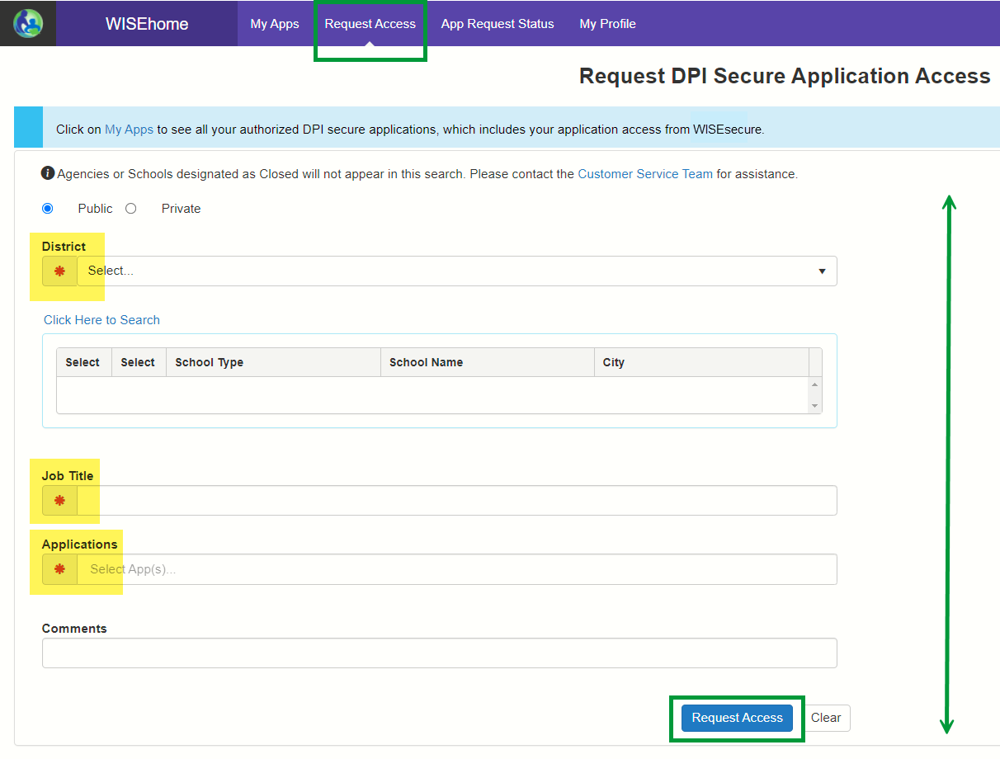 WISEhome My Apps Request Access App Request Status My Profile
Request DPI Secure Application Access
Click on My Apps to see all your authorized DPI secure applications, which includes your application access from WISEsecure.
Agencies or Schools designated as Closed will not appear in this search. Please contact the Customer Service Team for assistance.
Public Private
District
Select...
Click Here to Search
Select Select School Type School Name City
Job Title
Applications
Select App(s)...
Comments
Request Access Clear